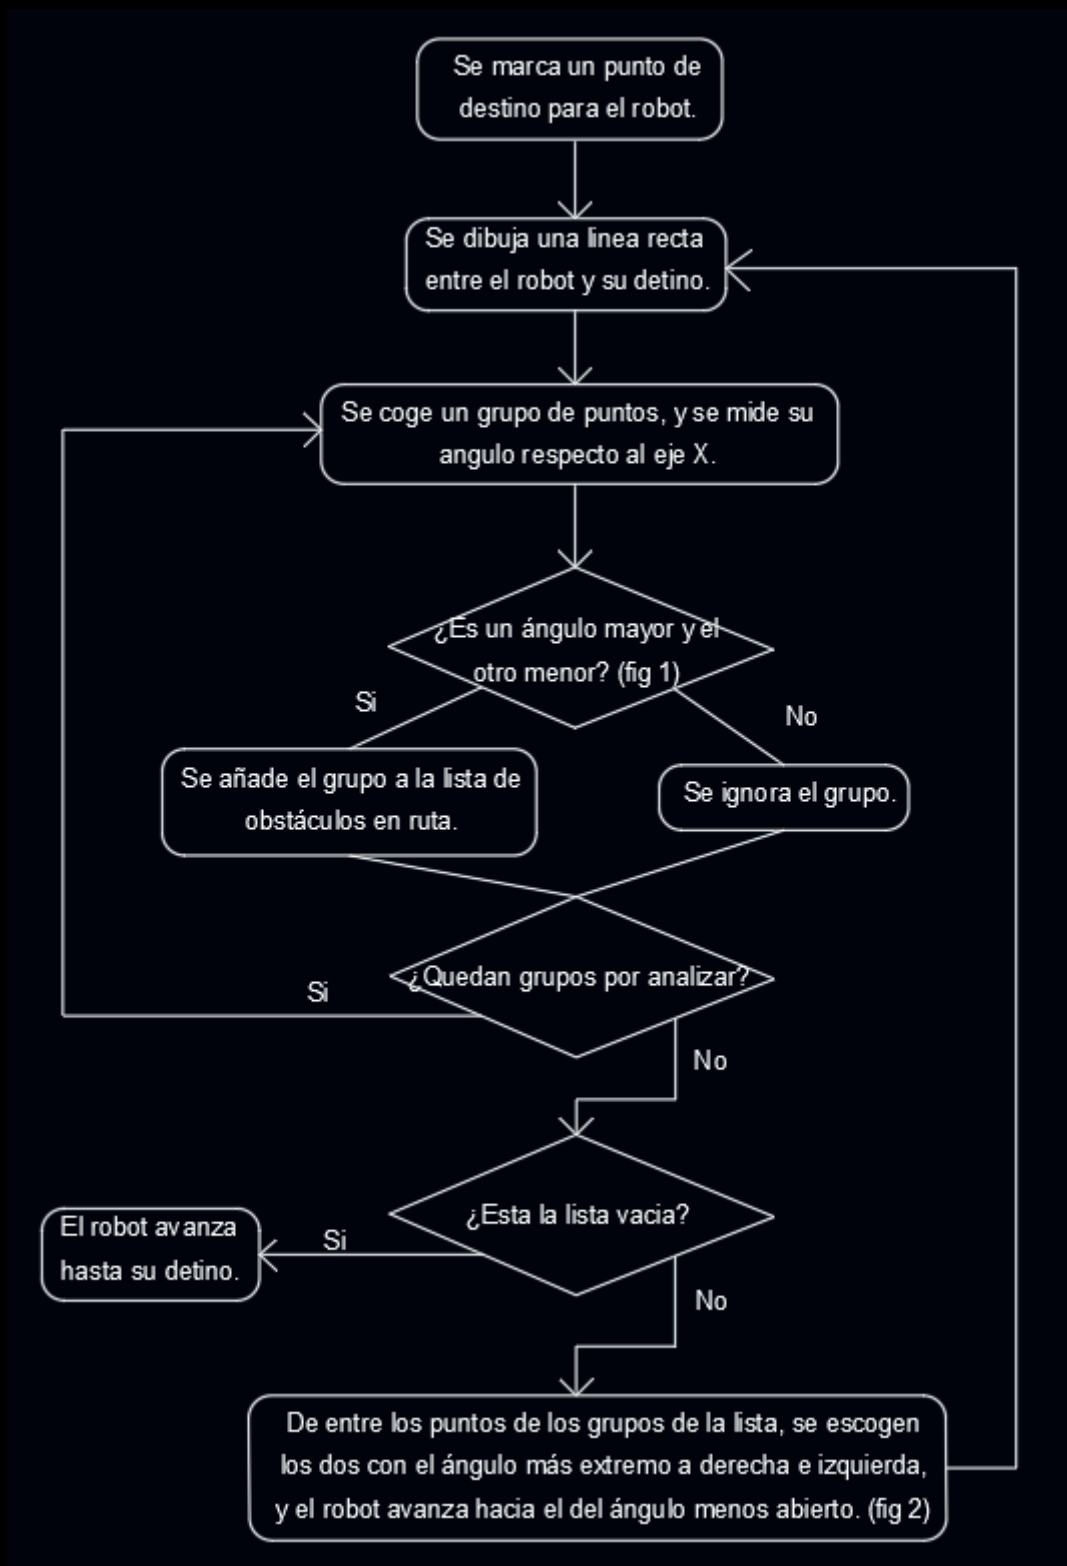 Se marca un punto de
destino para el robot.
Se dibuja una linea recta
entre el robot y su detino.
Se coge un grupo de puntos, y se mide su
angulo respecto al eje X.
¿Es un ángulo mayor y el
otro menor? (fig 1)
Si
No
Se añade el grupo a la lista de
obstáculos en ruta.
Se ignora el grupo.
¿Quedan grupos por analizar?
Si
No
¿Esta la lista vacia?
Si
El robot avanza
hasta su detino.
No
De entre los puntos de los grupos de la lista, se escogen
los dos con el ángulo más extremo a derecha e izquierda,
y el robot avanza hacia el del ángulo menos abierto. (fig 2)